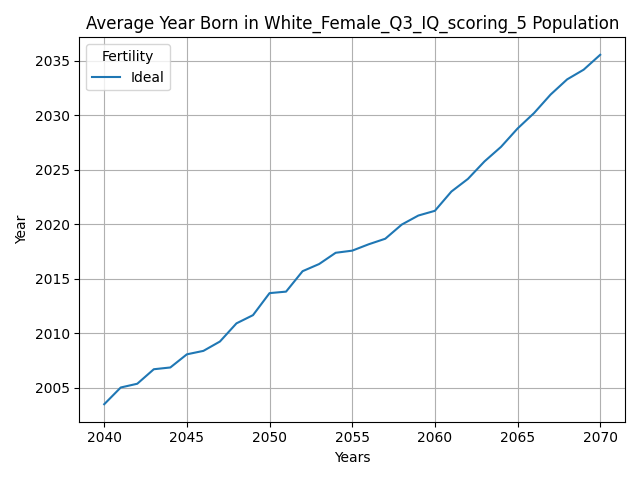 Average Year Born in White_Female_Q3_IQ_scoring_5 Population
Fertility
Ideal
2035
2030
2025
2020
2015
2010
2005
Year
2040 2045 2050 2055 2060 2065 2070
Years